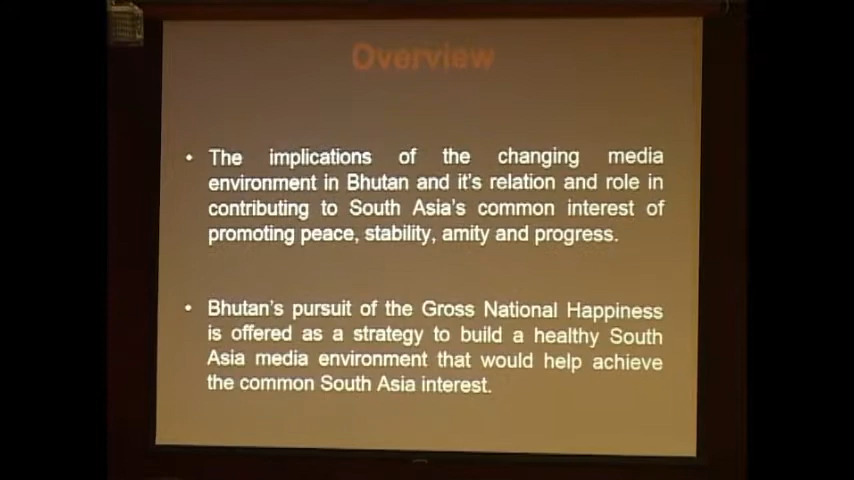 Overview
• The implications of the changing media
environment in Bhutan and it's relation and role in
contributing to South Asia's common interest of
promoting peace, stability, amity and progress.
• Bhutan's pursuit of the Gross National Happiness
is offered as a strategy to build a healthy South
Asia media environment that would help achieve
the common South Asia interest.